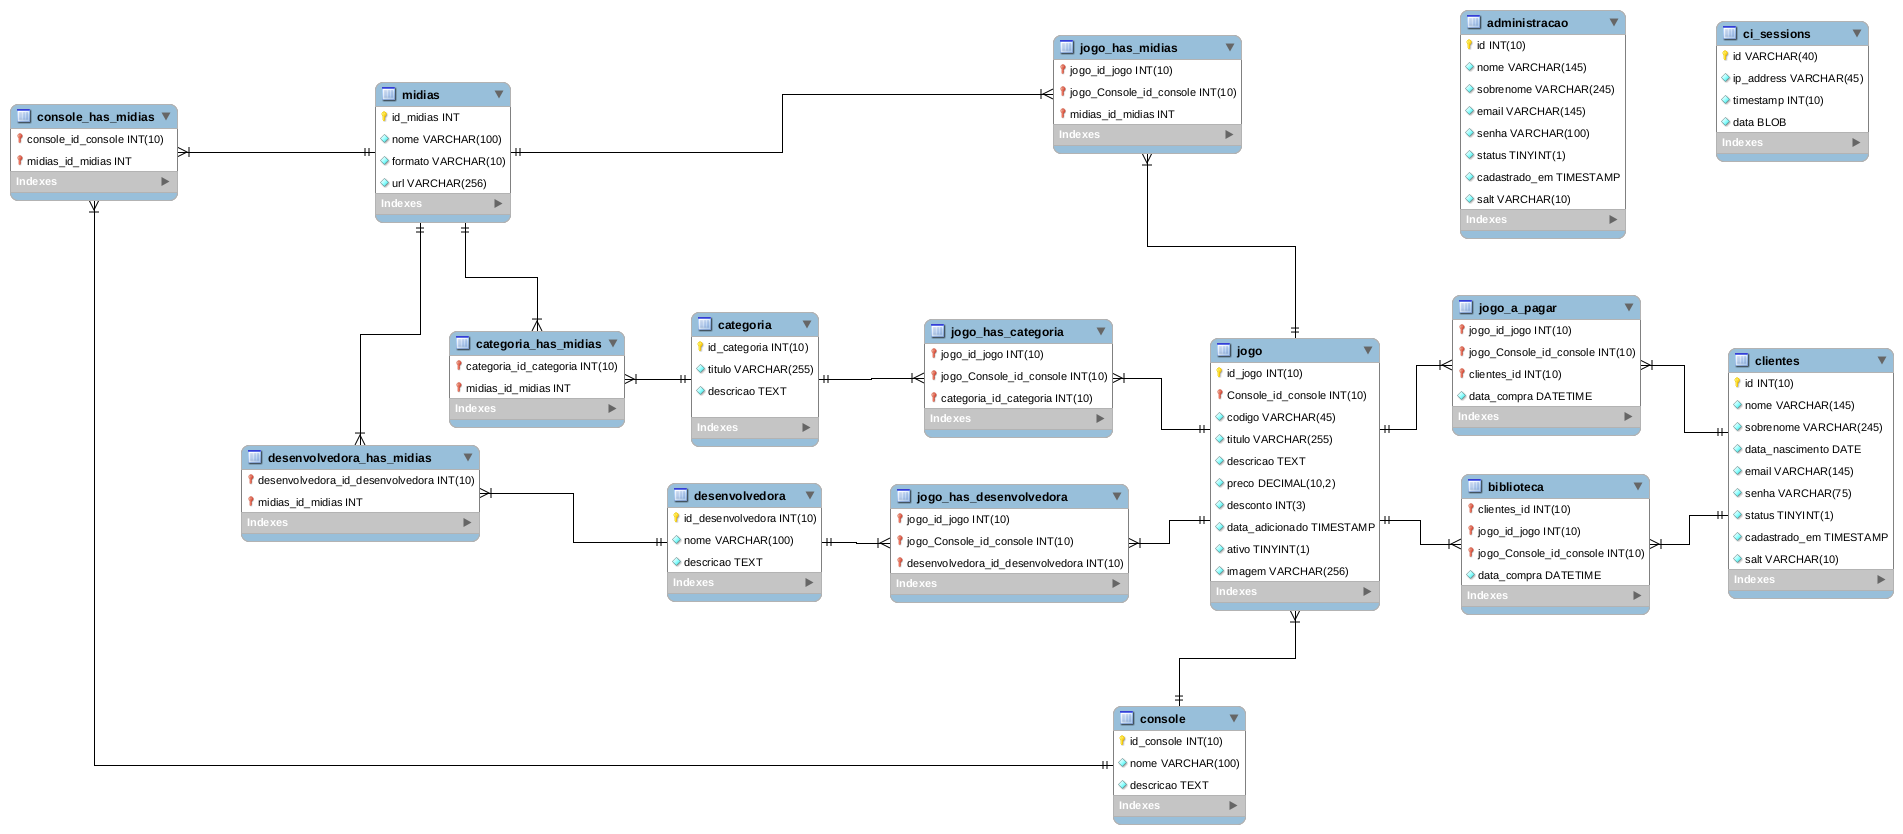 console_has_midias
console_id_console INT(10)
midias_id_midias INT
Indexes
midias
id_midias INT
nome VARCHAR(100)
formato VARCHAR(10)
url VARCHAR(256)
Indexes
jogo_has_midias
jogo_id_jogo INT(10)
jogo_Console_id_console INT(10)
midias_id_midias INT
Indexes
administracao
id INT(10)
nome VARCHAR(145)
sobrenome VARCHAR(245)
email VARCHAR(145)
senha VARCHAR(100)
status TINYINT(1)
cadastrado_em TIMESTAMP
salt VARCHAR(10)
Indexes
ci_sessions
id VARCHAR(40)
ip_address VARCHAR(45)
timestamp INT(10)
data BLOB
Indexes
categoria_has_midias
categoria_id_categoria INT(10)
midias_id_midias INT
Indexes
categoria
id_categoria INT(10)
titulo VARCHAR(255)
descricao TEXT
Indexes
jogo_has_categoria
jogo_id_jogo INT(10)
jogo_Console_id_console INT(10)
categoria_id_categoria INT(10)
Indexes
jogo
id_jogo INT(10)
Console_id_console INT(10)
codigo VARCHAR(45)
titulo VARCHAR(255)
descricao TEXT
preco DECIMAL(10,2)
desconto INT(3)
data_adicionado TIMESTAMP
ativo TINYINT(1)
imagem VARCHAR(256)
Indexes
jogo_a_pagar
jogo_id_jogo INT(10)
jogo_Console_id_console INT(10)
clientes_id INT(10)
data_compra DATETIME
Indexes
clientes
id INT(10)
nome VARCHAR(145)
sobrenome VARCHAR(245)
data_nascimento DATE
email VARCHAR(145)
senha VARCHAR(75)
status TINYINT(1)
cadastrado_em TIMESTAMP
salt VARCHAR(10)
Indexes
desenvolvedora_has_midias
desenvolvedora_id_desenvolvedora INT(10)
midias_id_midias INT
Indexes
desenvolvedora
id_desenvolvedora INT(10)
nome VARCHAR(100)
descricao TEXT
Indexes
jogo_has_desenvolvedora
jogo_id_jogo INT(10)
jogo_Console_id_console INT(10)
desenvolvedora_id_desenvolvedora INT(10)
Indexes
biblioteca
clientes_id INT(10)
jogo_id_jogo INT(10)
jogo_Console_id_console INT(10)
data_compra DATETIME
Indexes
console
id_console INT(10)
nome VARCHAR(100)
descricao TEXT
Indexes